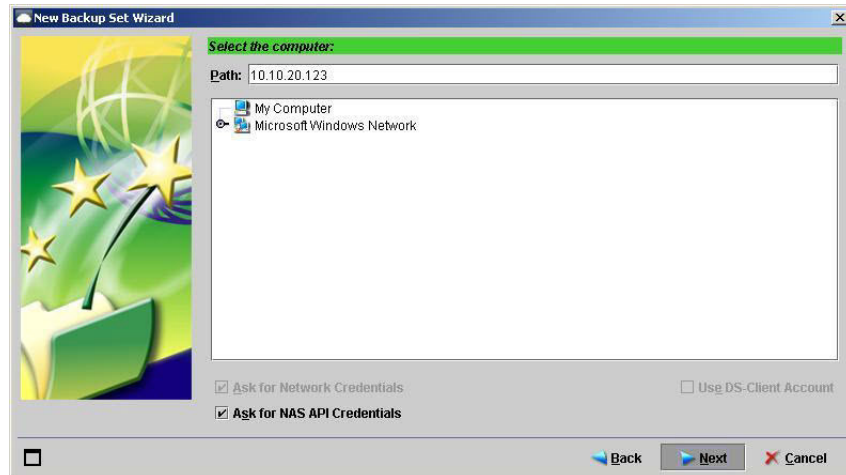 New Backup Set Wizard
Select the computer:
Path: 10.10.20.123
My Computer
Microsoft Windows Network
Ask for Network Credentials
Use DS-Client Account
Ask for NAS API Credentials
Back Next Cancel